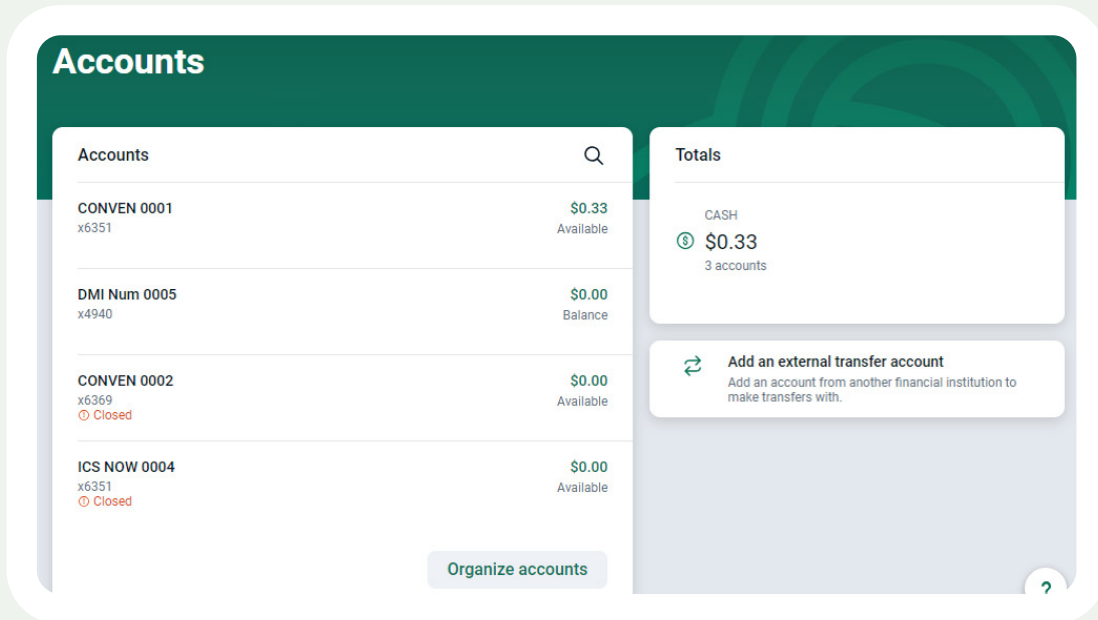 Accounts
Accounts
CONVEN 0001
$0.33
x6351
Available
DMI Num 0005
$0.00
x4940
Balance
CONVEN 0002
$0.00
x6369
Available
Closed
ICS NOW 0004
$0.00
x6351
Available
Closed
Organize accounts
Totals
CASH
$0.33
3 accounts
Add an external transfer account
Add an account from another financial institution to
make transfers with.
?